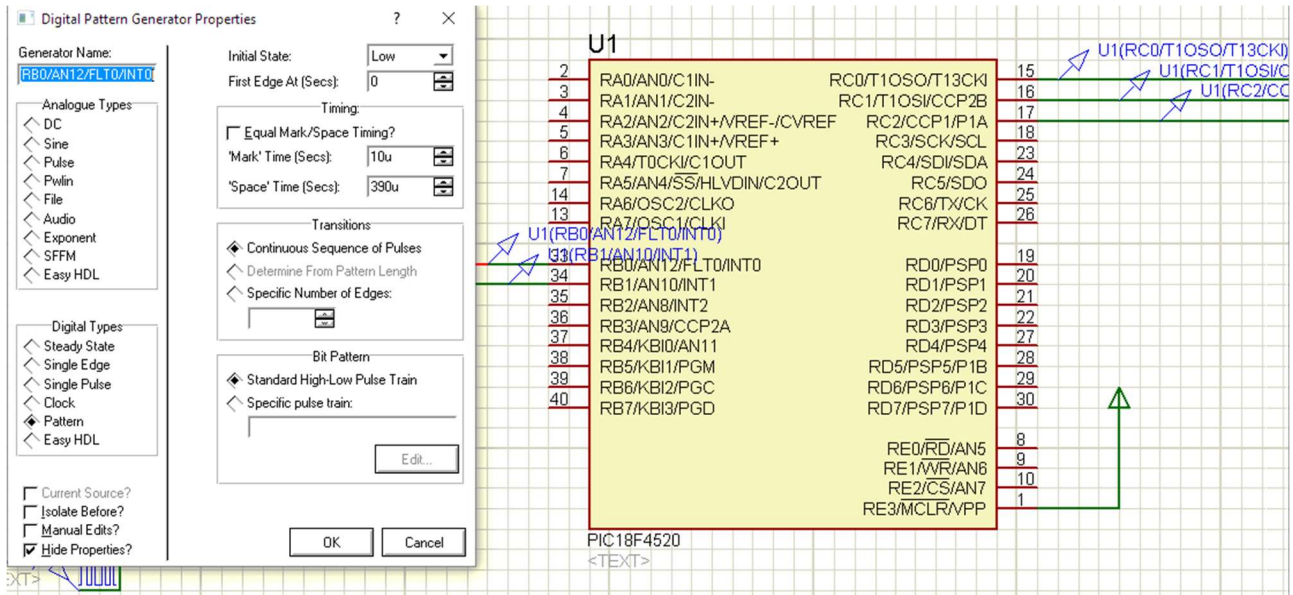 Digital Pattern Generator Properties ? ×
Generator Name:
RB0/AN12/FLT0/INT0
Analogue Types
DC
Sine
Pulse
Pwlin
File
Audio
Exponent
SFFM
Easy HDL
Digital Types
Steady State
Single Edge
Single Pulse
Clock
Pattern
Easy HDL
Current Source?
Isolate Before?
Manual Edits?
Hide Properties?
Initial State: Low
First Edge At (Secs): 0
Timing:
Equal Mark/Space Timing?
'Mark' Time (Secs): 10u
'Space' Time (Secs): 390u
Transitions
Continuous Sequence of Pulses
Determine From Pattern Length
Specific Number of Edges:
Bit Pattern
Standard High-Low Pulse Train
Specific pulse train:
Edit...
OK Cancel
EXT>
U1
2 RA0/AN0/C1IN-
3 RA1/AN1/C2IN-
4 RA2/AN2/C2IN+/VREF-/CVREF
5 RA3/AN3/C1IN+/VREF+
6 RA4/T0CKI/C1OUT
7 RA5/AN4/SS/HLVDIN/C2OUT
14 RA6/OSC2/CLKO
13 RA7/OSC1/CLKI
U1(RB0/AN12/FLT0/INT0)
U1(RB1/AN10/INT1)
33 RB0/AN12/FLT0/INT0
34 RB1/AN10/INT1
35 RB2/AN8/INT2
36 RB3/AN9/CCP2A
37 RB4/KBI0/AN11
38 RB5/KBI1/PGM
39 RB6/KBI2/PGC
40 RB7/KBI3/PGD
RC0/T1OSO/T13CKI 15
RC1/T1OSI/CCP2B 16
RC2/CCP1/P1A 17
RC3/SCK/SCL 18
RC4/SDI/SDA 23
RC5/SDO 24
RC6/TX/CK 25
RC7/RX/DT 26
RD0/PSP0 19
RD1/PSP1 20
RD2/PSP2 21
RD3/PSP3 22
RD4/PSP4 27
RD5/PSP5/P1B 28
RD6/PSP6/P1C 29
RD7/PSP7/P1D 30
RE0/RD/AN5 8
RE1/WR/AN6 9
RE2/CS/AN7 10
RE3/MCLR/VPP 1
U1(RC0/T1OSO/T13CKI)
U1(RC1/T1OSI/C
U1(RC2/CC
PIC18F4520
<TEXT>